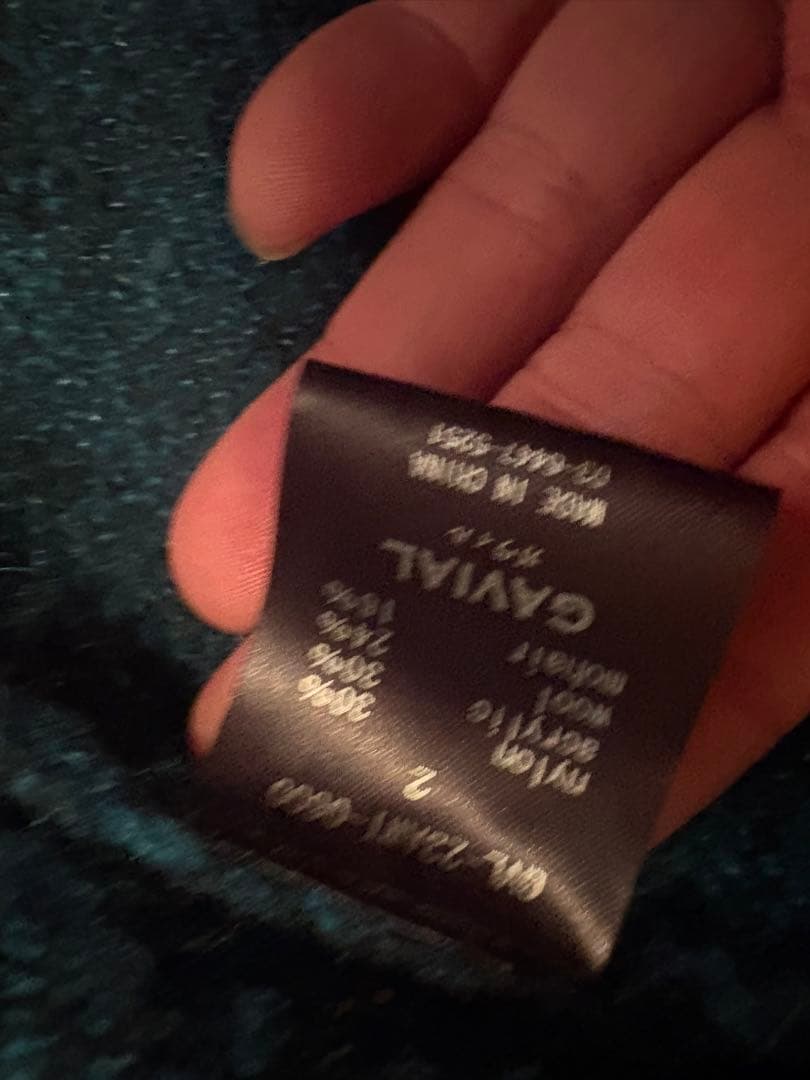 2
nylon 30%
acrylic 30%
wool 24%
mohair 16%
GAVIAL
MADE IN CHINA